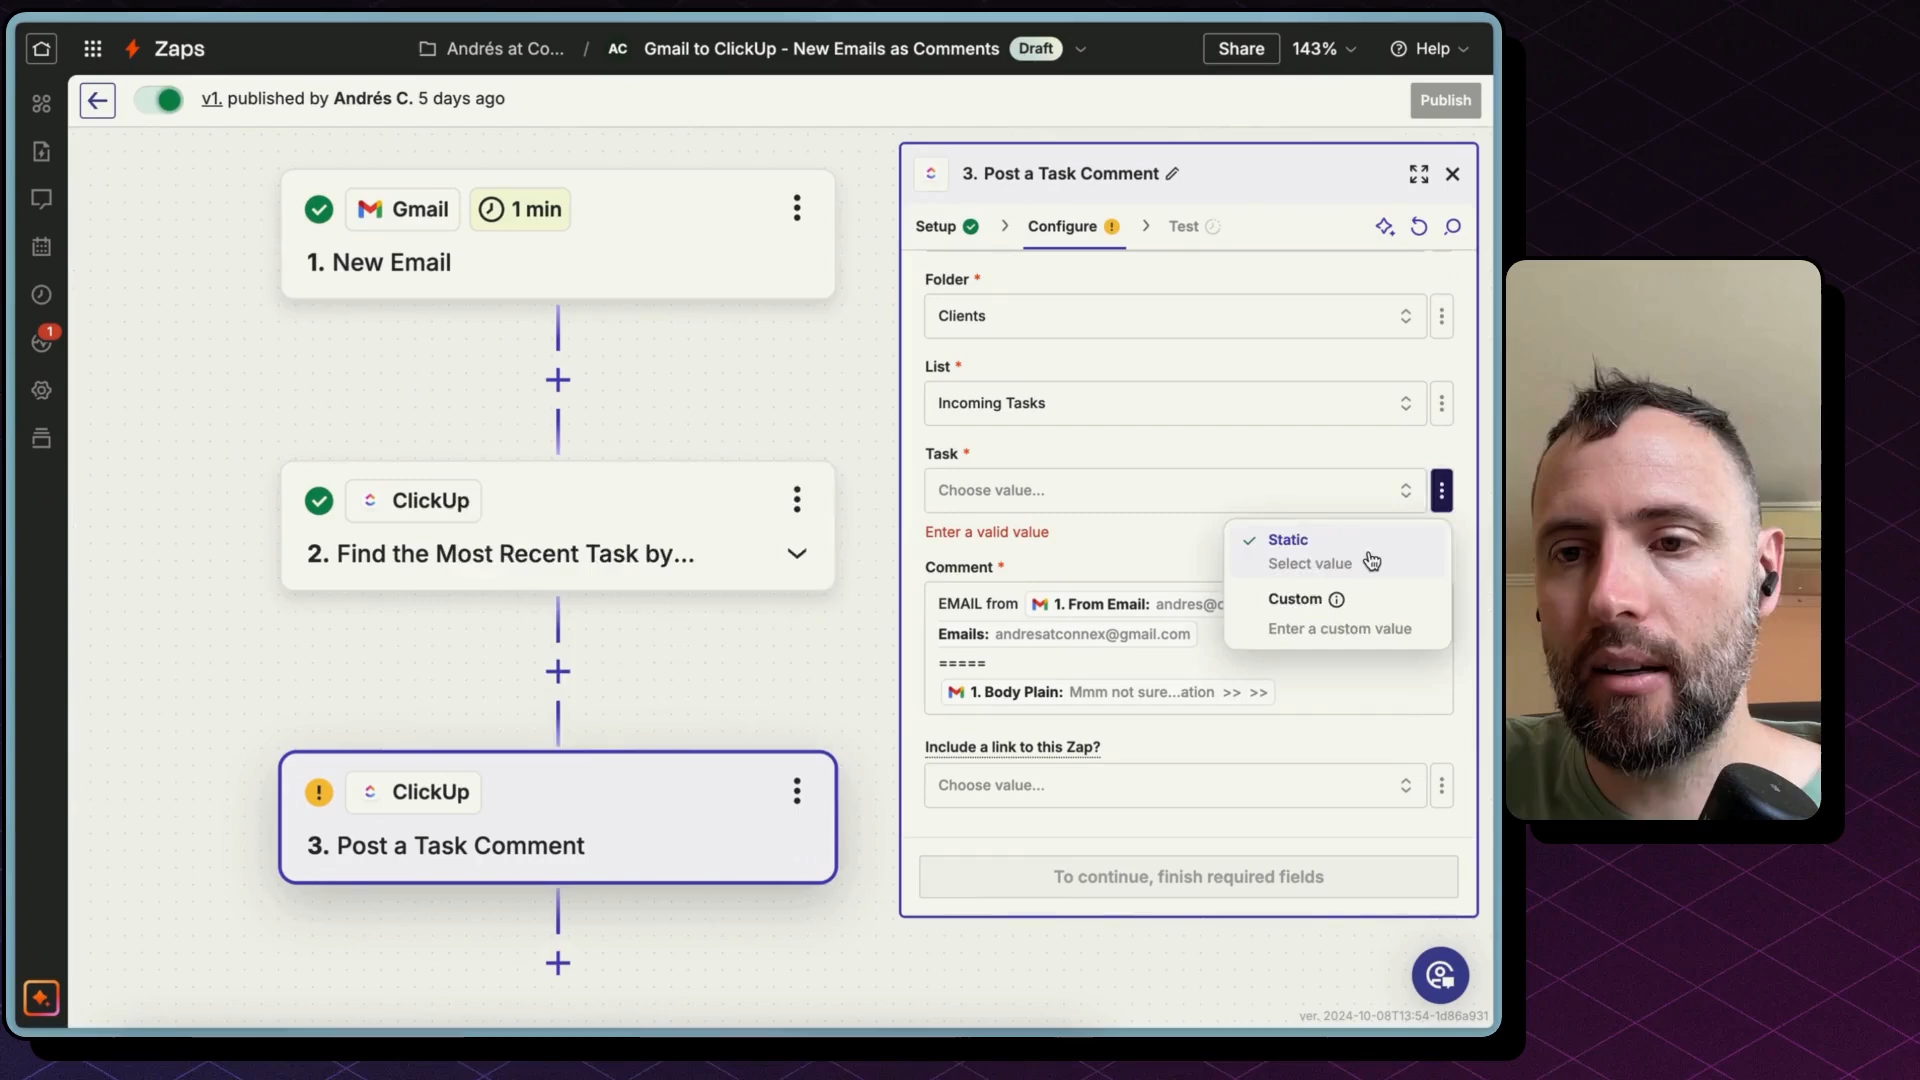 Zaps
Andrés at Co... / AC Gmail to ClickUp - New Emails as Comments Draft
Share 143% Help
v1. published by Andrés C. 5 days ago
Publish
1
Gmail 1 min
1. New Email
ClickUp
2. Find the Most Recent Task by...
ClickUp
3. Post a Task Comment
3. Post a Task Comment
Setup Configure Test
Folder *
Clients
List *
Incoming Tasks
Task *
Choose value...
Enter a valid value
Static
Select value
Custom
Enter a custom value
Comment *
EMAIL from 1. From Email: andres@c
Emails: andresatconnex@gmail.com
=====
1. Body Plain: Mmm not sure...ation >> >>
Include a link to this Zap?
Choose value...
To continue, finish required fields
ver. 2024-10-08T13:54-1d86a931